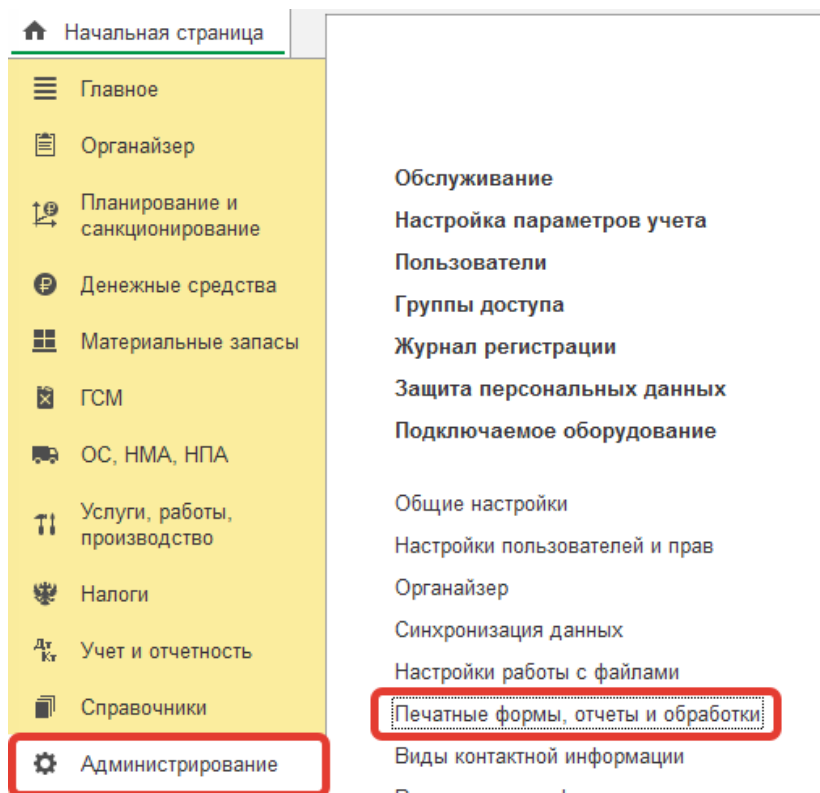 Начальная страница
Главное
Органайзер
Планирование и
санкционирование
Денежные средства
Материальные запасы
ГСМ
ОС, НМА, НПА
Услуги, работы,
производство
Налоги
Дт
Кт
Учет и отчетность
Справочники
Администрирование
Обслуживание
Настройка параметров учета
Пользователи
Группы доступа
Журнал регистрации
Защита персональных данных
Подключаемое оборудование
Общие настройки
Настройки пользователей и прав
Органайзер
Синхронизация данных
Настройки работы с файлами
Печатные формы, отчеты и обработки
Виды контактной информации